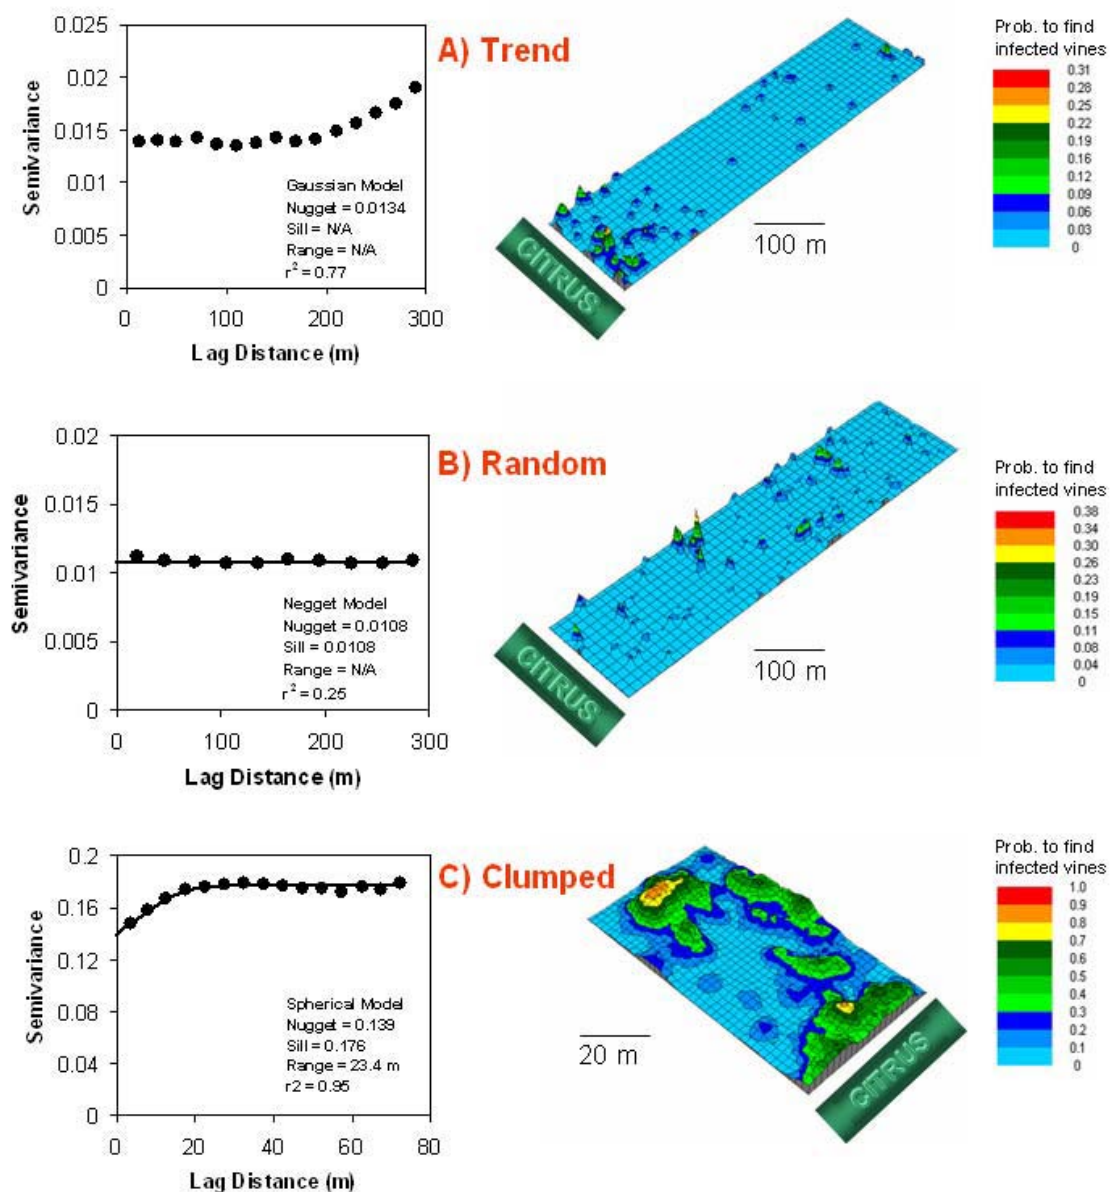 A) Trend
0.025
0.02
0.015
0.01
0.005
0
Semivariance
Gaussian Model
Nugget = 0.0134
Sill = N/A
Range = N/A
r² = 0.77
0 100 200 300
Lag Distance (m)
CITRUS
100 m
Prob. to find
infected vines
0.31
0.28
0.25
0.22
0.19
0.16
0.12
0.09
0.06
0.03
0
B) Random
0.02
0.015
0.01
0.005
0
Semivariance
Negget Model
Nugget = 0.0108
Sill = 0.0108
Range = N/A
r² = 0.25
0 100 200 300
Lag Distance (m)
CITRUS
100 m
Prob. to find
infected vines
0.38
0.34
0.30
0.26
0.23
0.19
0.15
0.11
0.08
0.04
0
C) Clumped
0.2
0.16
0.12
0.08
0.04
0
Semivariance
Spherical Model
Nugget = 0.139
Sill = 0.176
Range = 23.4 m
r2 = 0.95
0 20 40 60 80
Lag Distance (m)
20 m
CITRUS
Prob. to find
infected vines
1.0
0.9
0.8
0.7
0.6
0.5
0.4
0.3
0.2
0.1
0